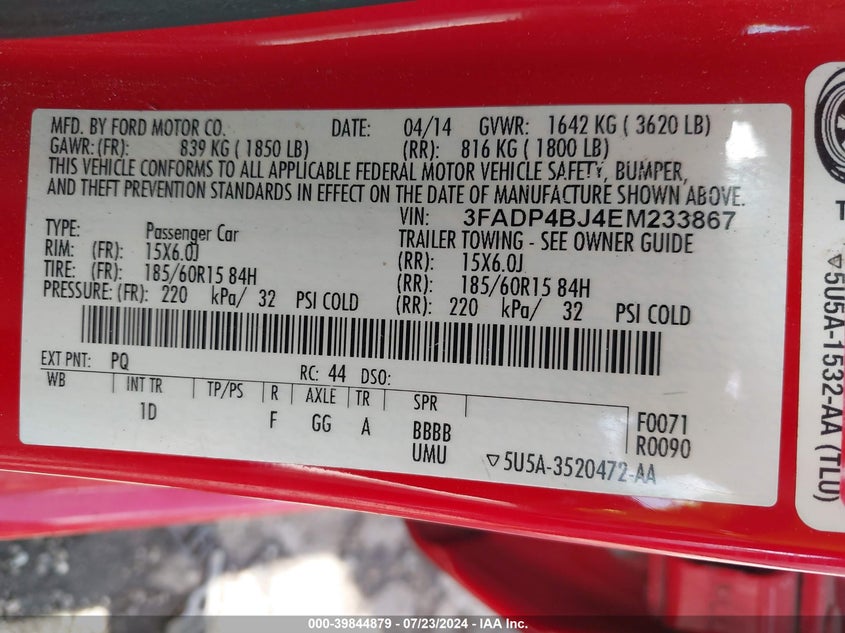 MFD. BY FORD MOTOR CO. DATE: 04/14 GVWR: 1642 KG ( 3620 LB)
GAWR: (FR): 839 KG ( 1850 LB) (RR): 816 KG ( 1800 LB)
THIS VEHICLE CONFORMS TO ALL APPLICABLE FEDERAL MOTOR VEHICLE SAFETY, BUMPER,
AND THEFT PREVENTION STANDARDS IN EFFECT ON THE DATE OF MANUFACTURE SHOWN ABOVE.
VIN: 3FADP4BJ4EM233867
TYPE: Passenger Car TRAILER TOWING - SEE OWNER GUIDE
RIM: (FR): 15X6.0J (RR): 15X6.0J
TIRE: (FR): 185/60R15 84H (RR): 185/60R15 84H
PRESSURE: (FR): 220 kPa/ 32 PSI COLD (RR): 220 kPa/ 32 PSI COLD
EXT PNT: PQ RC: 44 DSO:
WB INT TR TP/PS R AXLE TR SPR
1D F GG A BBBB F0071
UMU R0090
▽5U5A-3520472-AA
▽5U5A-1532-AA (TLU)
000-39844879 / 07/23/2024 - IAA Inc.